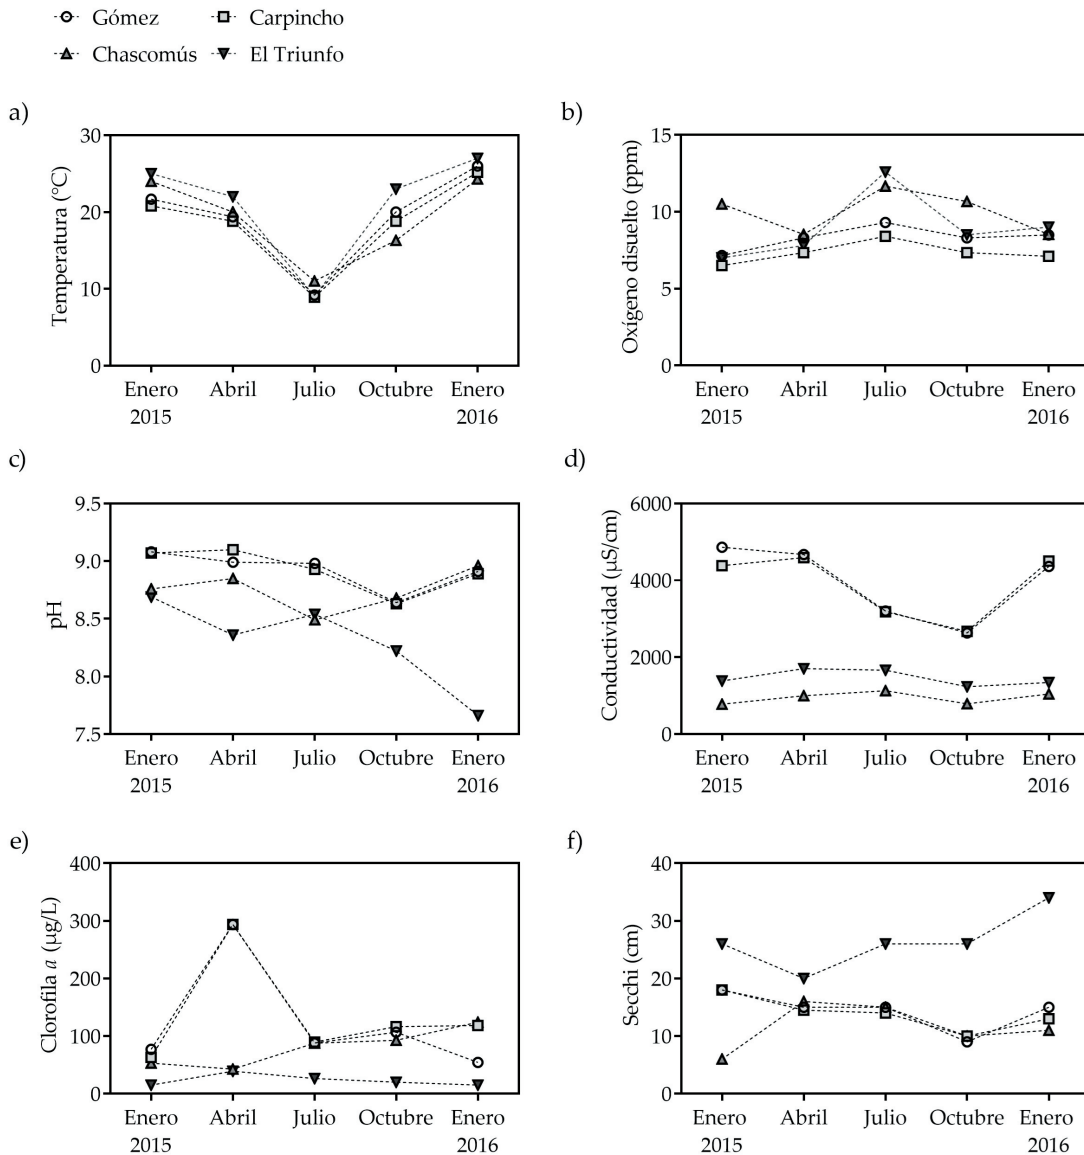 Gómez
Carpincho
Chascomús
El Triunfo
a)
Temperatura (°C)
30
20
10
0
Enero
2015
Abril
Julio
Octubre
Enero
2016
b)
Oxígeno disuelto (ppm)
15
10
5
0
Enero
2015
Abril
Julio
Octubre
Enero
2016
c)
pH
9.5
9.0
8.5
8.0
7.5
Enero
2015
Abril
Julio
Octubre
Enero
2016
d)
Conductividad (µS/cm)
6000
4000
2000
0
Enero
2015
Abril
Julio
Octubre
Enero
2016
e)
Clorofila a (µg/L)
400
300
200
100
0
Enero
2015
Abril
Julio
Octubre
Enero
2016
f)
Secchi (cm)
40
30
20
10
0
Enero
2015
Abril
Julio
Octubre
Enero
2016